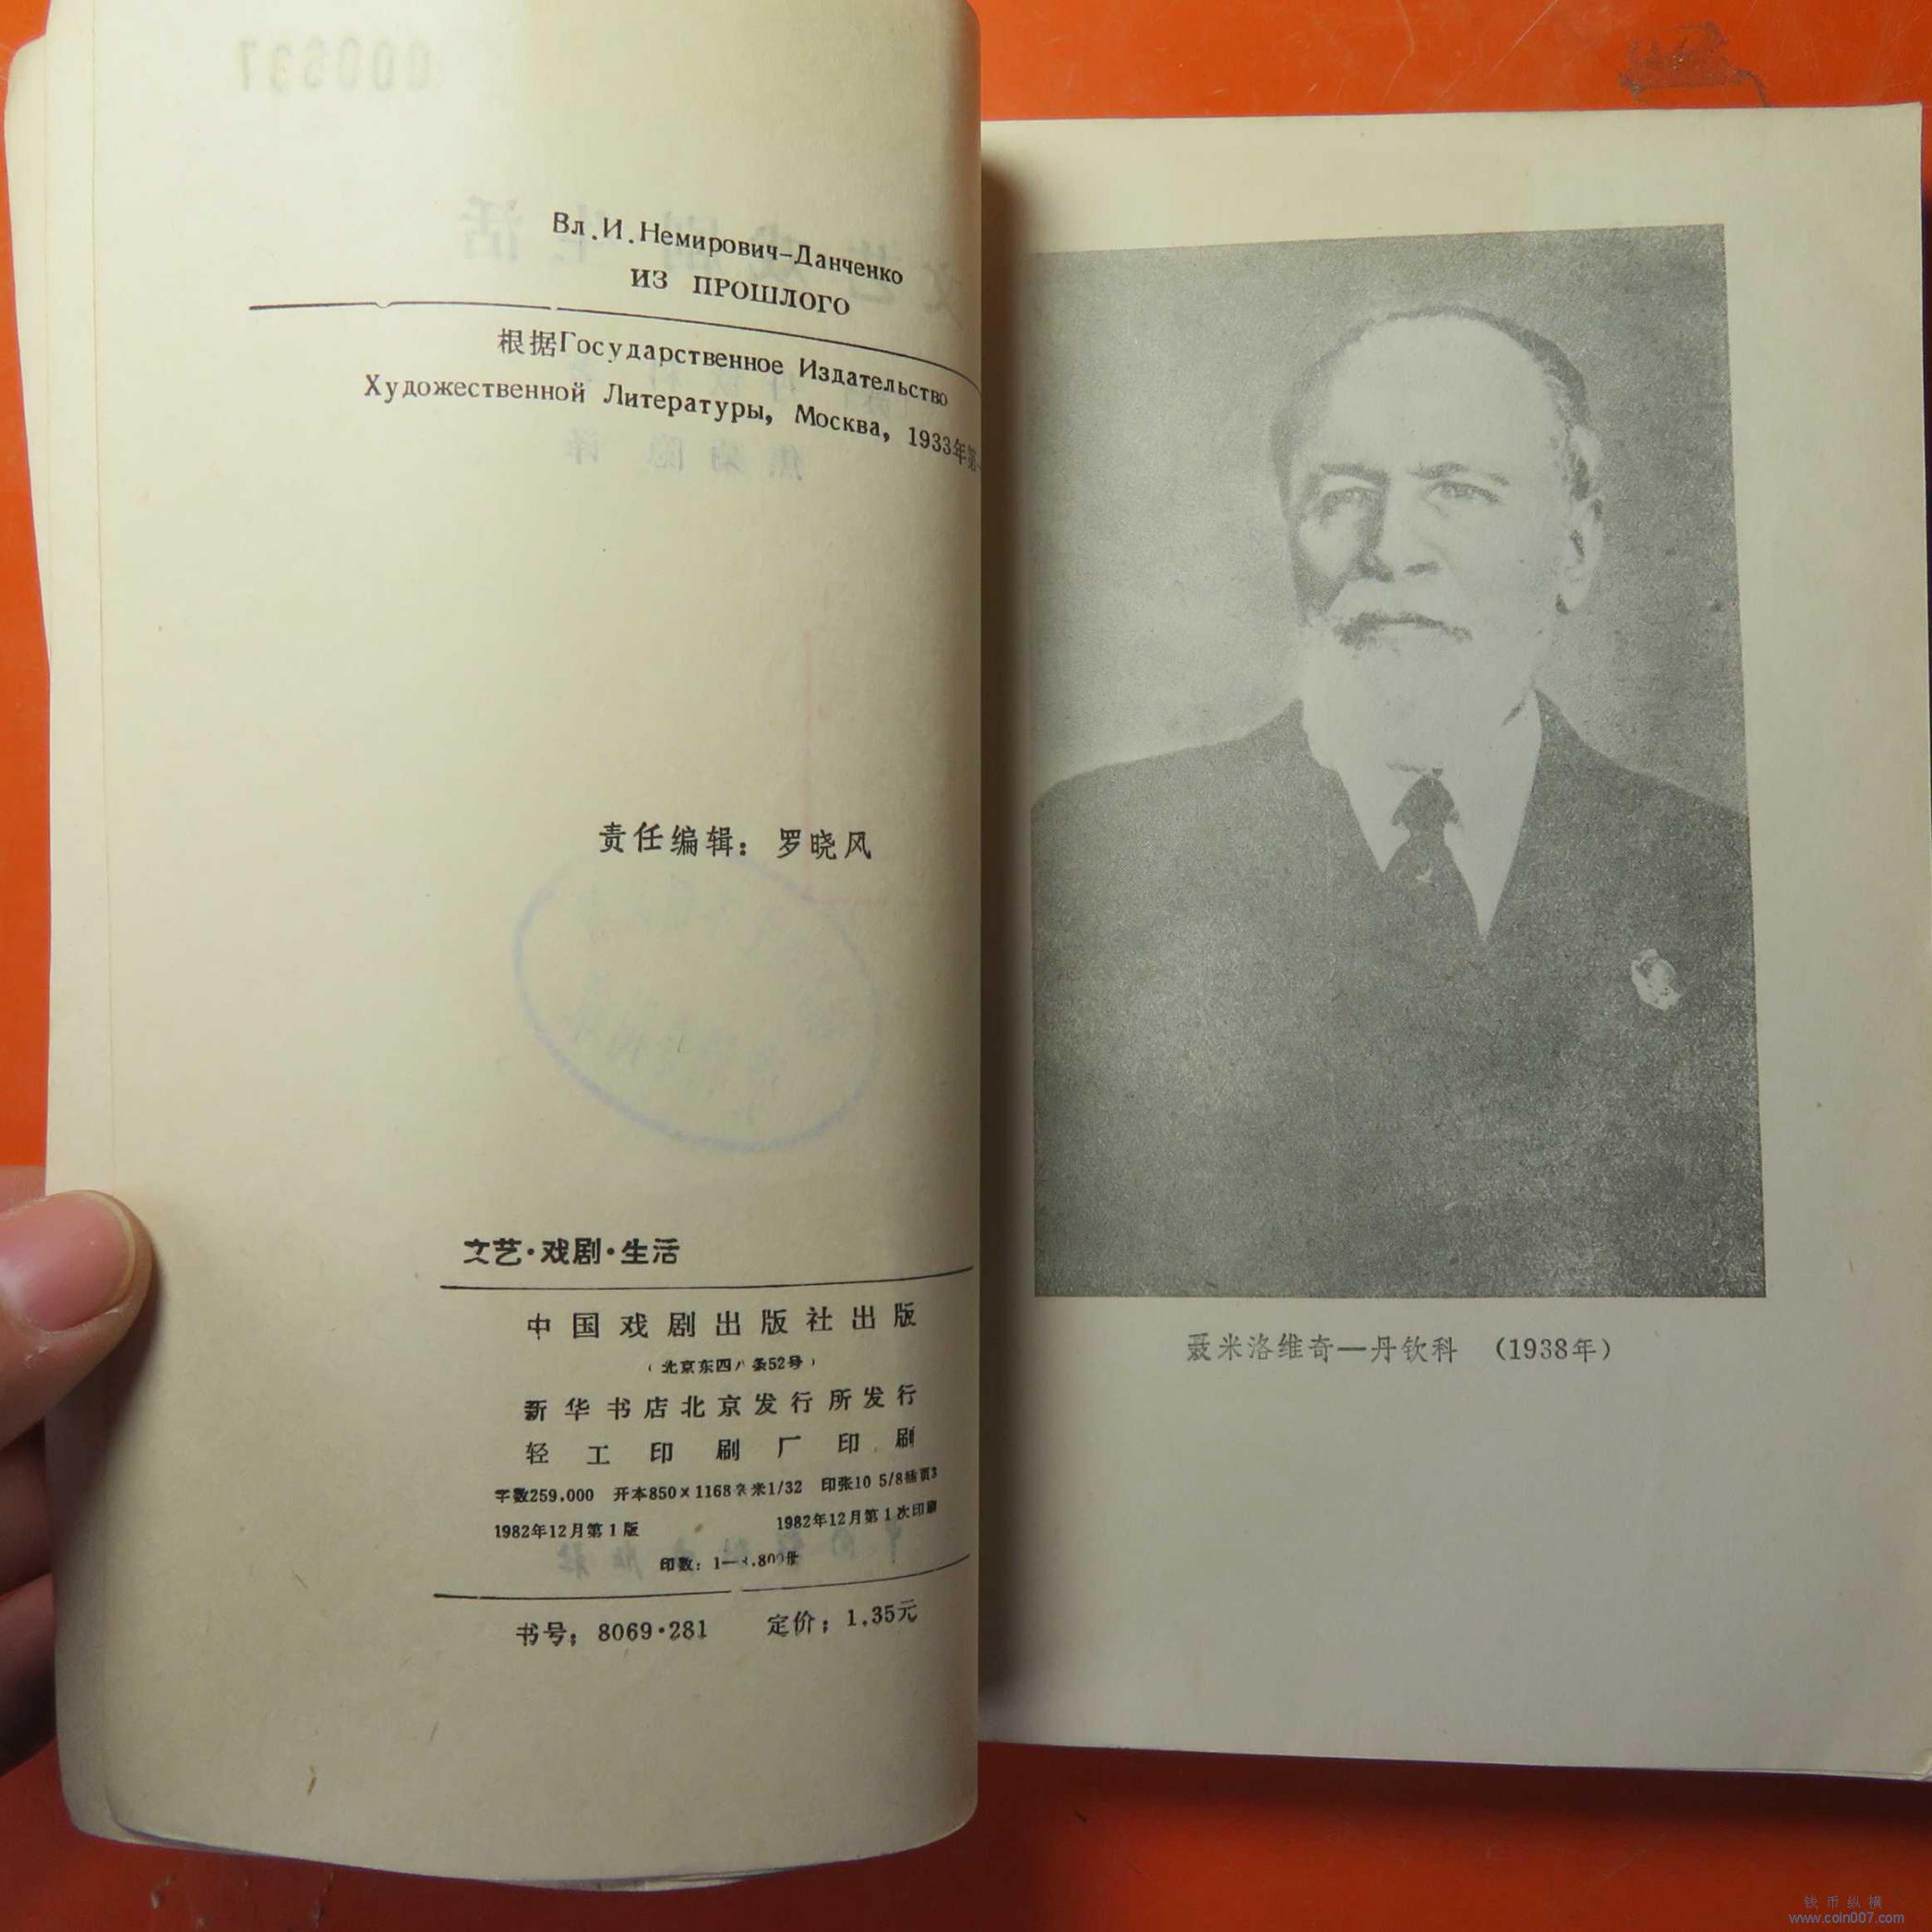 Вл.И.Немирович-Данченко
ИЗ ПРОШЛОГО
根据Государственное Издательство
Художественной Литературы, Москва, 1933年第
责任编辑：罗晓风
文艺·戏剧·生活
中国戏剧出版社出版
（北京东四八条52号）
新华书店北京发行所发行
轻工印刷厂印刷
字数259,000 开本850×1168毫米1/32 印张10 5/8插页3
1982年12月第1版 1982年12月第1次印刷
印数：1—
书号：8069·281 定价：1.35元
聂米洛维奇—丹钦科 （1938年）
钱币纵横
www.coin007.com